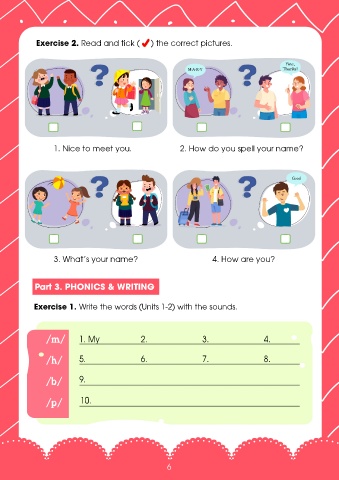 Exercise 2. Read and tick ( ✓ ) the correct pictures.
M-A-R-Y
Fine,
Thanks!
1. Nice to meet you.
2. How do you spell your name?
Good
3. What's your name?
4. How are you?
Part 3. PHONICS & WRITING
Exercise 1. Write the words (Units 1-2) with the sounds.
/m/ 1. My 2. 3. 4.
/h/ 5. 6. 7. 8.
/b/ 9.
/p/ 10.
6